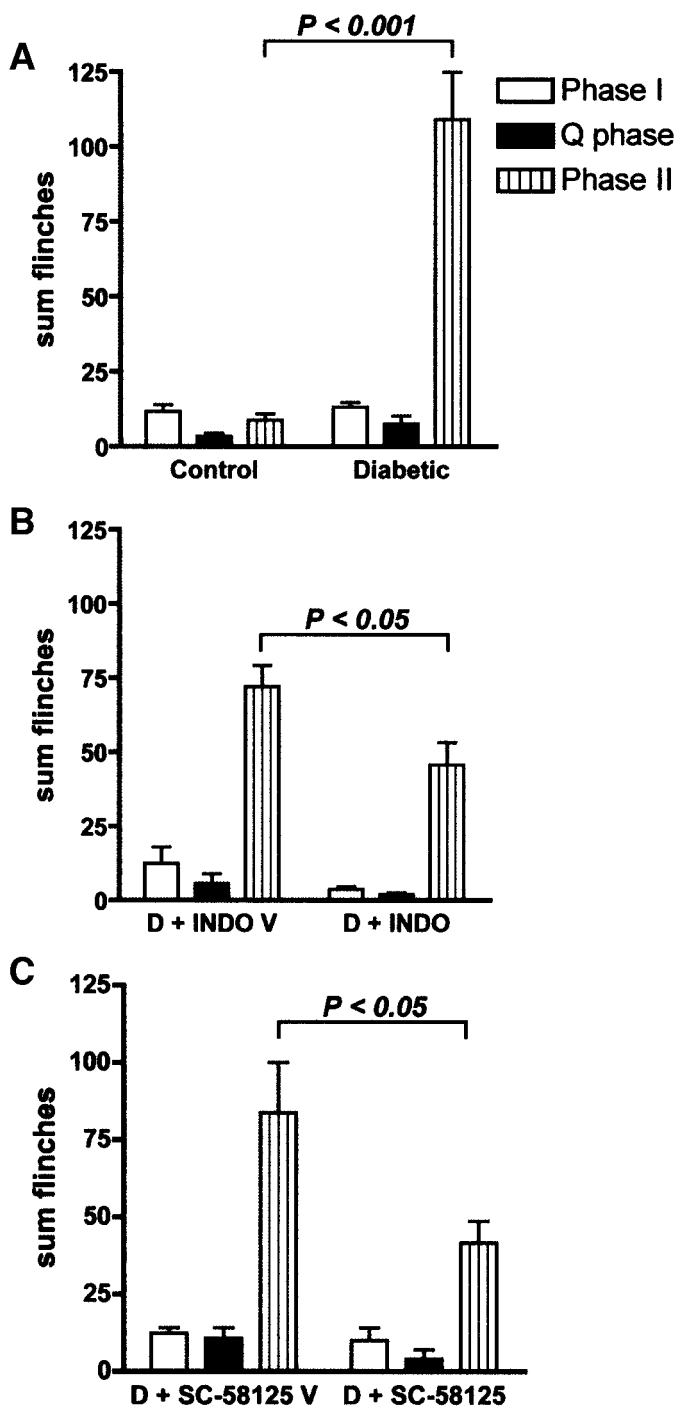 A
P < 0.001
125
100
75
50
25
0
sum flinches
Phase I
Q phase
Phase II
Control Diabetic
B
P < 0.05
125
100
75
50
25
0
sum flinches
D + INDO V D + INDO
C
P < 0.05
125
100
75
50
25
0
sum flinches
D + SC-58125 V D + SC-58125